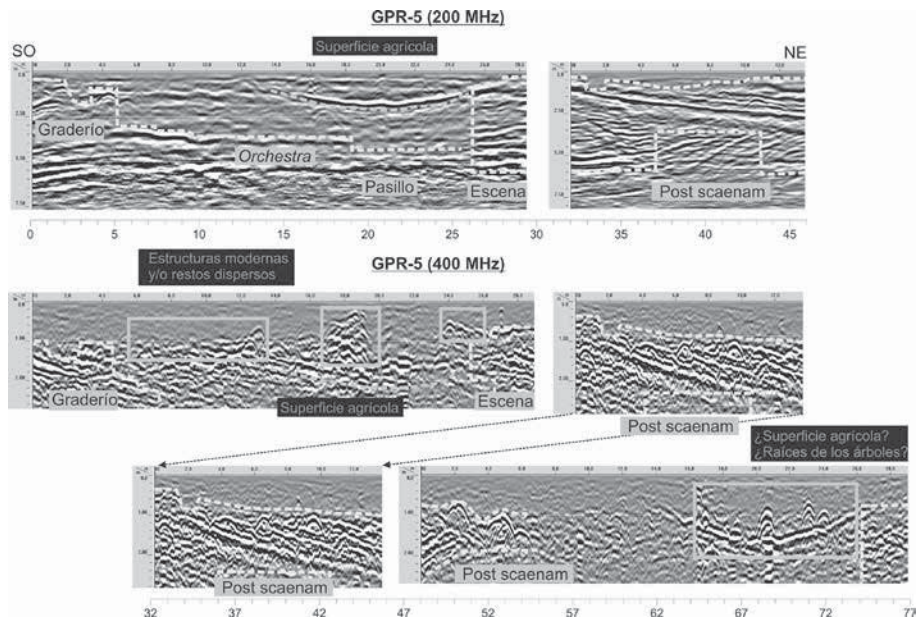 GPR-5 (200 MHz)
Superfície agrícola
SO
NE
Graderío
Orchestra
Pasillo
Escena
Post scaenam
0 5 10 15 20 25 30 35 40 45
Estructuras modernas
y/o restos dispersos
GPR-5 (400 MHz)
Graderío
Superficie agrícola
Escena
Post scaenam
¿Superficie agrícola?
¿Raíces de los árboles?
Post scaenam
Post scaenam
32 37 42 47 52 57 62 67 72 77